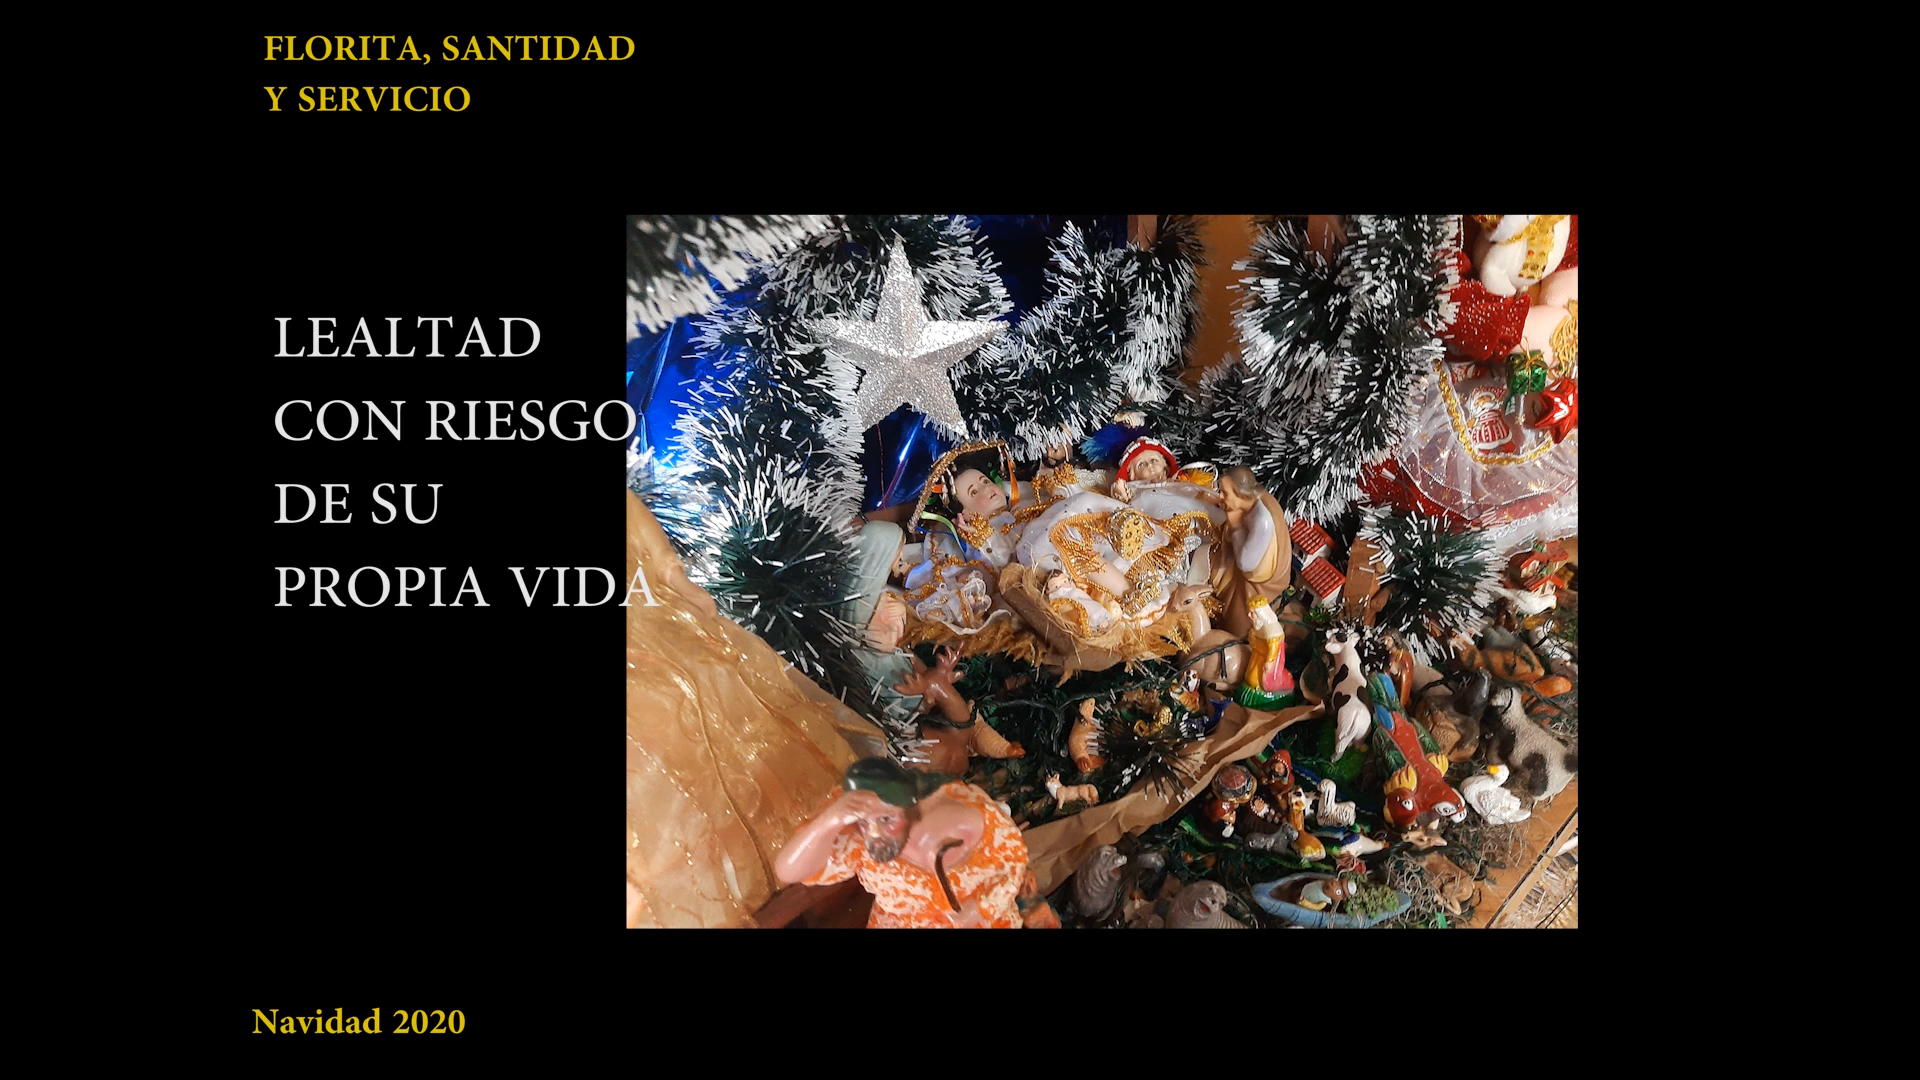 FLORITA, SANTIDAD
Y SERVICIO
LEALTAD
CON RIESGO
DE SU
PROPIA VIDA
Navidad 2020